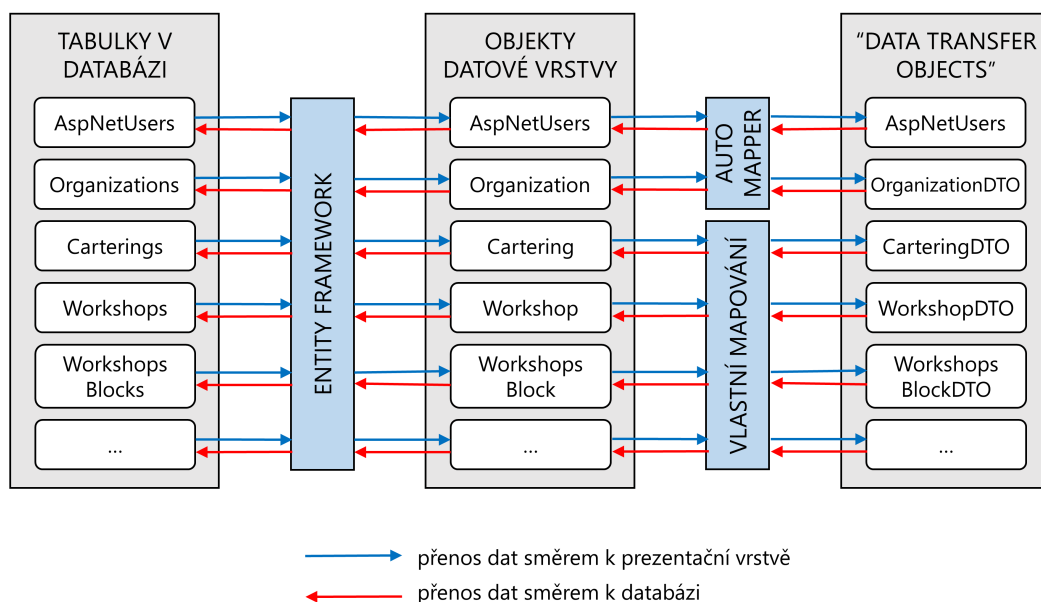 TABULKY V
DATABÁZI
AspNetUsers
Organizations
Carterings
Workshops
Workshops
Blocks
...
ENTITY FRAMEWORK
OBJEKTY
DATOVÉ VRSTVY
AspNetUsers
Organization
Cartering
Workshop
Workshops
Block
...
AUTO
MAPPER
VLASTNÍ MAPOVÁNÍ
“DATA TRANSFER
OBJECTS”
AspNetUsers
OrganizationDTO
CarteringDTO
WorkshopDTO
Workshops
BlockDTO
...
přenos dat směrem k prezentační vrstvě
přenos dat směrem k databázi